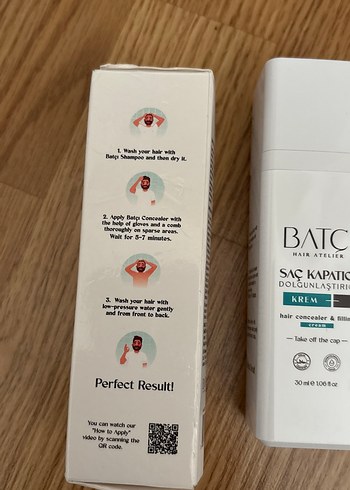 1. Wash your hair with
Batçı Shampoo and then dry it.
2. Apply Batçı Concealer with
the help of gloves and a comb
thoroughly on sparse areas.
Wait for 5-7 minutes.
3. Wash your hair with
low-pressure water gently
and from front to back.
Perfect Result!
You can watch our
"How to Apply"
video by scanning the
QR code.
BATÇ
HAIR ATELIER
SAÇ KAPATIC
DOLGUNLAŞTIRIC
KREM
hair concealer & fillin
cream
Take off the cap
30 ml ℮ 1.06 fl oz